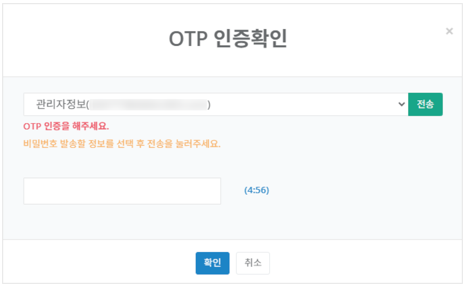 OTP 인증확인
×
관리자정보( )
전송
OTP 인증을 해주세요.
비밀번호 발송할 정보를 선택 후 전송을 눌러주세요.
(4:56)
확인
취소